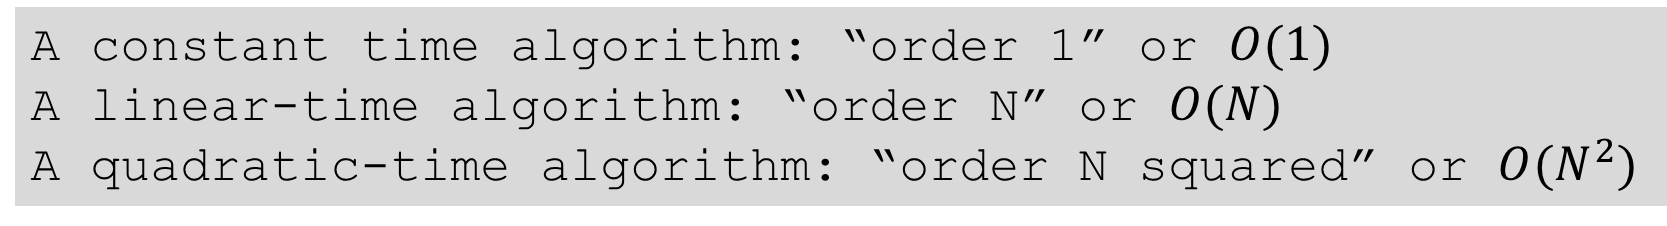 A constant time algorithm: “order 1” or O(1)
A linear-time algorithm: “order N” or O(N)
A quadratic-time algorithm: “order N squared” or O(N²)